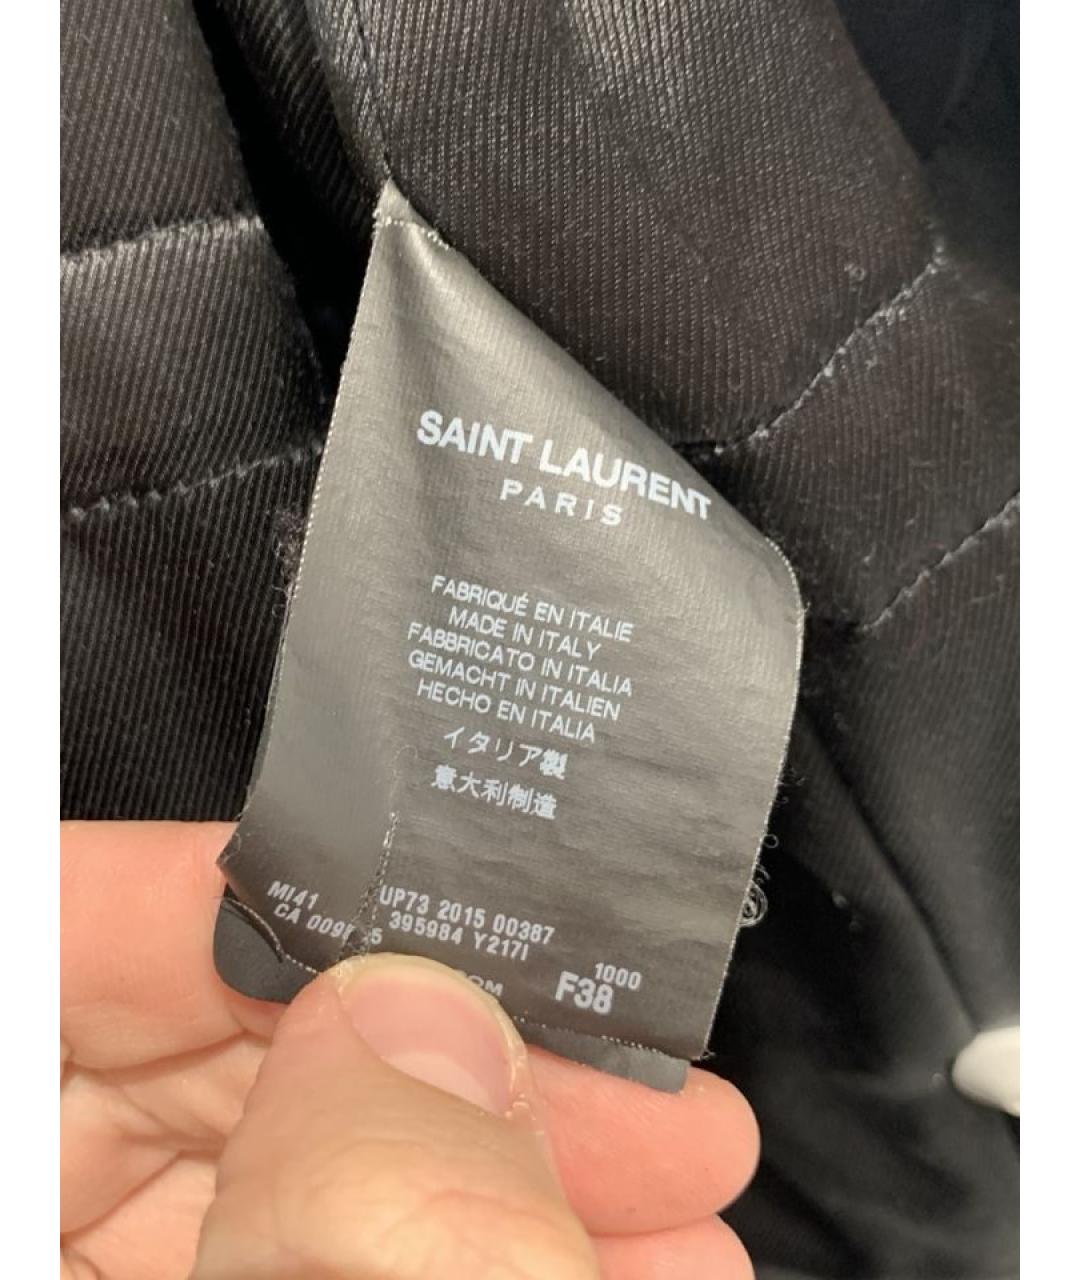 SAINT LAURENT
PARIS
FABRIQUÉ EN ITALIE
MADE IN ITALY
FABBRICATO IN ITALIA
GEMACHT IN ITALIEN
HECHO EN ITALIA
イタリア製
意大利制造
MI41 UP73 2015 00387
CA 395984 Y217I
1000
F38